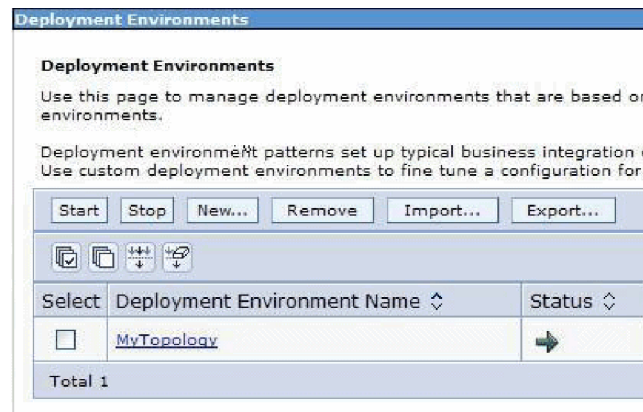 Deployment Environments
Deployment Environments
Use this page to manage deployment environments that are based on
environments.
Deployment environment patterns set up typical business integration
Use custom deployment environments to fine tune a configuration for
Start Stop New... Remove Import... Export...
Select Deployment Environment Name Status
MyTopology
Total 1